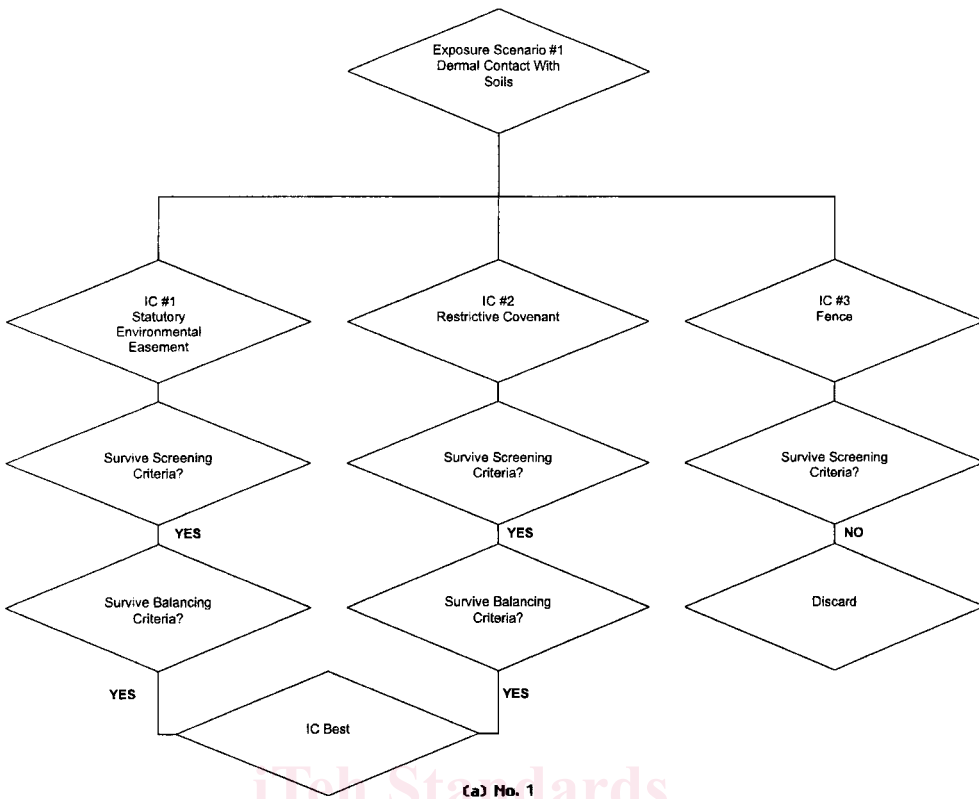 Exposure Scenario #1
Dermal Contact With
Soils
IC #1
Statutory
Environmental
Easement
IC #2
Restrictive Covenant
IC #3
Fence
Survive Screening
Criteria?
Survive Screening
Criteria?
Survive Screening
Criteria?
YES
YES
NO
Survive Balancing
Criteria?
Survive Balancing
Criteria?
Discard
YES
YES
IC Best
iTeh Standards
(a) No. 1